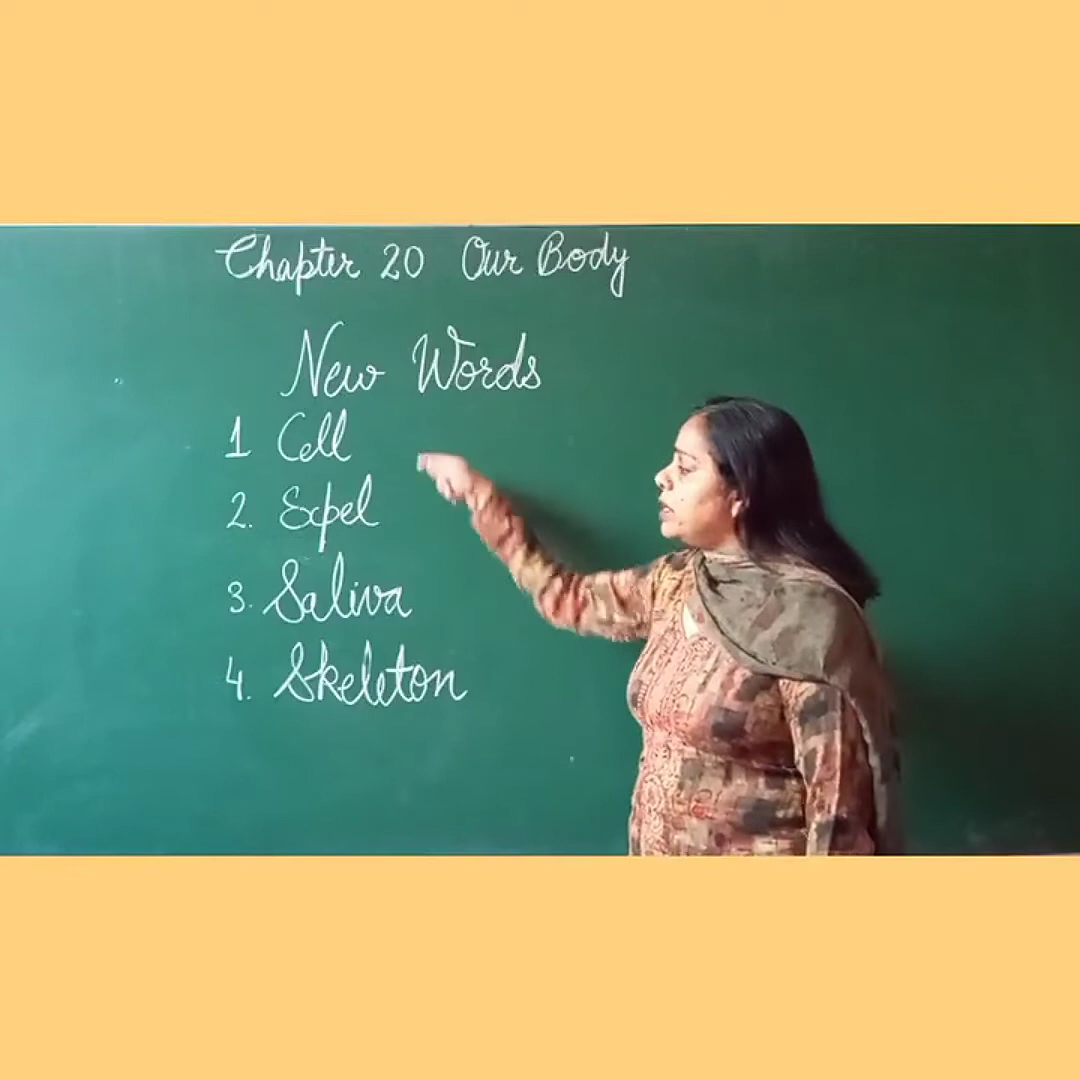 Chapter 20 Our Body
New Words
1 Cell
2. Expel
3. Saliva
4. Skeleton